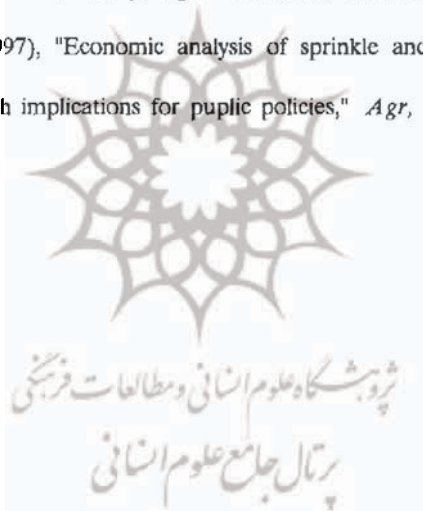 97), "Economic analysis of sprinkle and
h implications for puplic policies," Agr,
پژوهشگاه علوم انسانی و مطالعات فرهنگی
پرتال جامع علوم انسانی